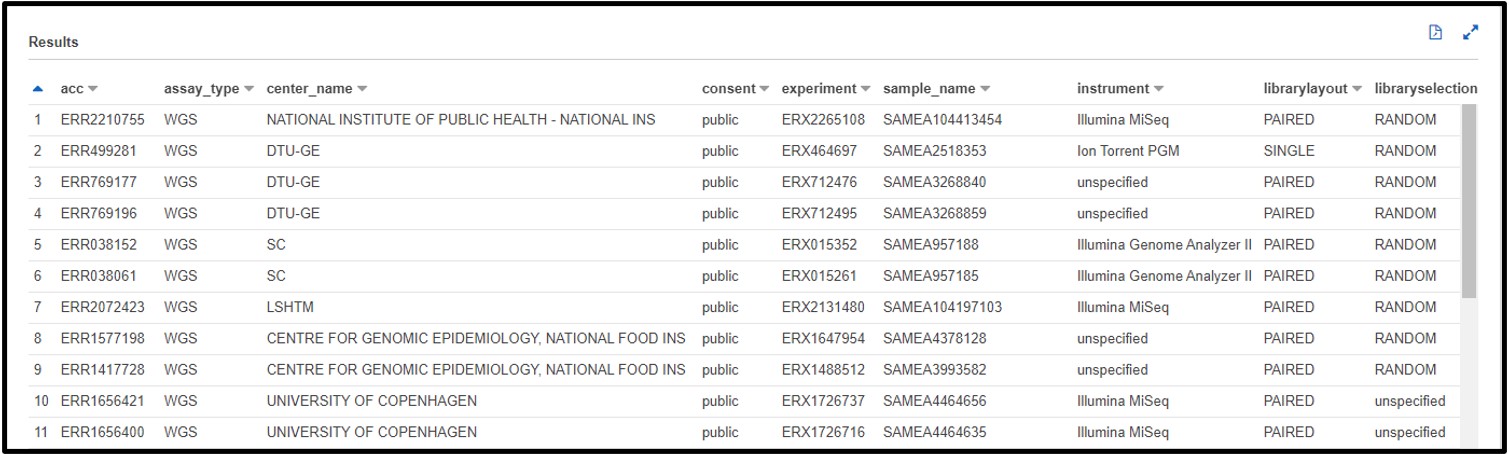 Results
acc assay_type center_name consent experiment sample_name instrument librarylayout libraryselection
1 ERR2210755 WGS NATIONAL INSTITUTE OF PUBLIC HEALTH - NATIONAL INS public ERX2265108 SAMEA104413454 Illumina MiSeq PAIRED RANDOM
2 ERR499281 WGS DTU-GE public ERX464697 SAMEA2518353 Ion Torrent PGM SINGLE RANDOM
3 ERR769177 WGS DTU-GE public ERX712476 SAMEA3268840 unspecified PAIRED RANDOM
4 ERR769196 WGS DTU-GE public ERX712495 SAMEA3268859 unspecified PAIRED RANDOM
5 ERR038152 WGS SC public ERX015352 SAMEA957188 Illumina Genome Analyzer II PAIRED RANDOM
6 ERR038061 WGS SC public ERX015261 SAMEA957185 Illumina Genome Analyzer II PAIRED RANDOM
7 ERR2072423 WGS LSHTM public ERX2131480 SAMEA104197103 Illumina MiSeq PAIRED RANDOM
8 ERR1577198 WGS CENTRE FOR GENOMIC EPIDEMIOLOGY, NATIONAL FOOD INS public ERX1647954 SAMEA4378128 unspecified PAIRED RANDOM
9 ERR1417728 WGS CENTRE FOR GENOMIC EPIDEMIOLOGY, NATIONAL FOOD INS public ERX1488512 SAMEA3993582 unspecified PAIRED RANDOM
10 ERR1656421 WGS UNIVERSITY OF COPENHAGEN public ERX1726737 SAMEA4464656 Illumina MiSeq PAIRED unspecified
11 ERR1656400 WGS UNIVERSITY OF COPENHAGEN public ERX1726716 SAMEA4464635 Illumina MiSeq PAIRED unspecified